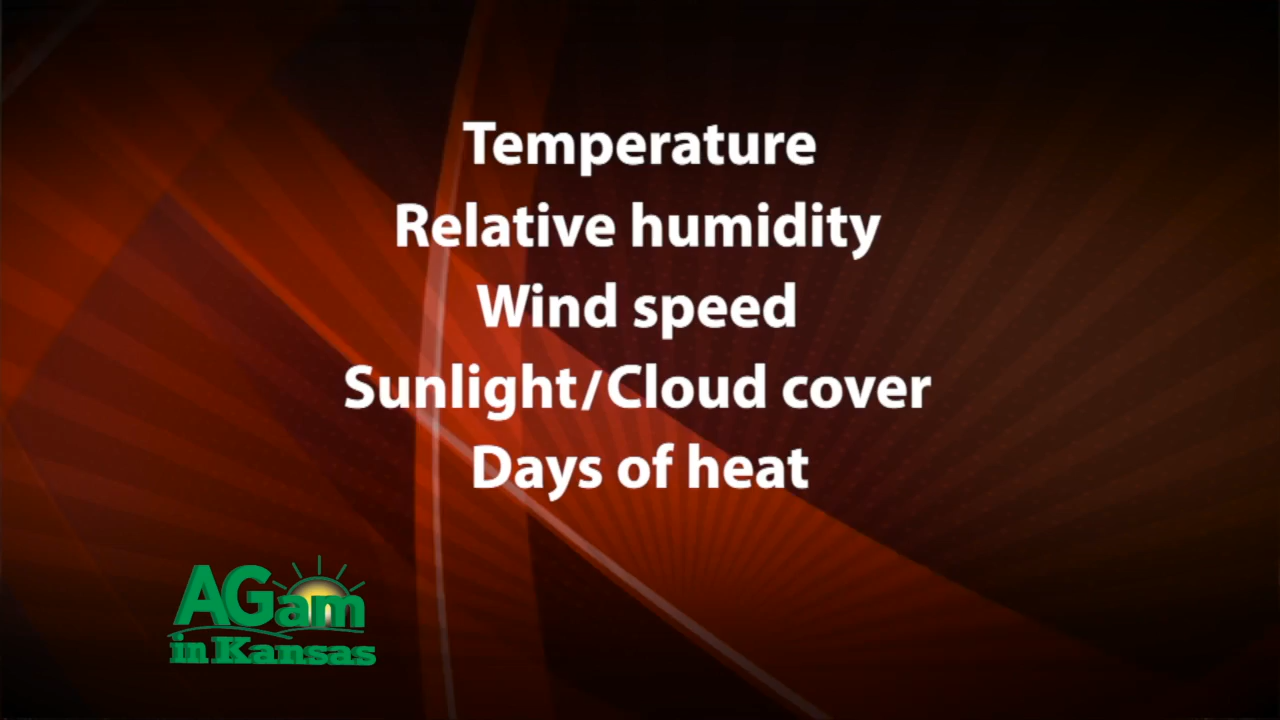 Temperature
Relative humidity
Wind speed
Sunlight/Cloud cover
Days of heat
AGam
in Kansas